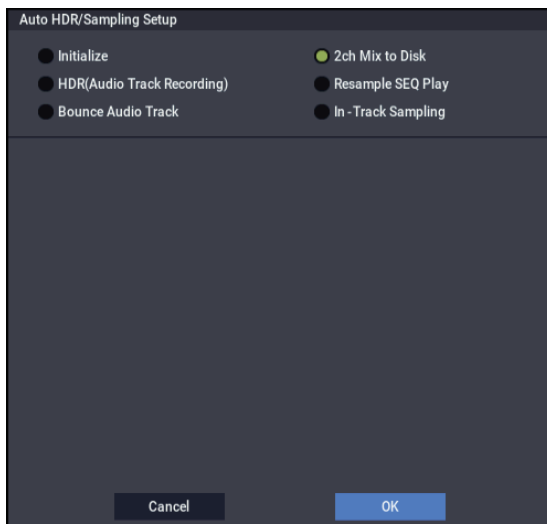 Auto HDR/Sampling Setup
Initialize
2ch Mix to Disk
HDR(Audio Track Recording)
Resample SEQ Play
Bounce Audio Track
In-Track Sampling
Cancel
OK